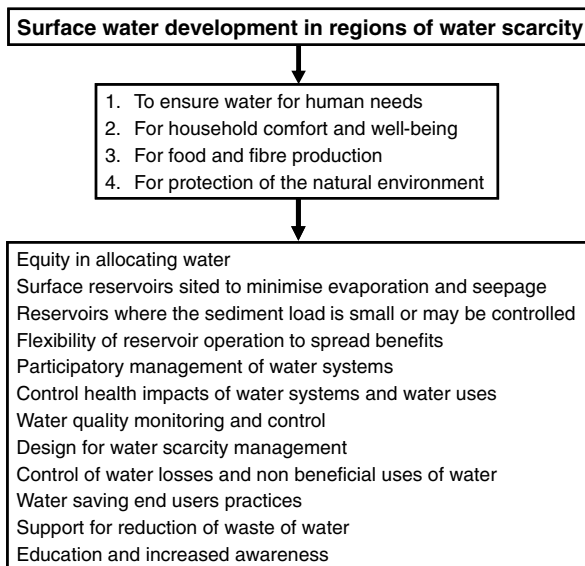 Surface water development in regions of water scarcity
1. To ensure water for human needs
2. For household comfort and well-being
3. For food and fibre production
4. For protection of the natural environment
Equity in allocating water
Surface reservoirs sited to minimise evaporation and seepage
Reservoirs where the sediment load is small or may be controlled
Flexibility of reservoir operation to spread benefits
Participatory management of water systems
Control health impacts of water systems and water uses
Water quality monitoring and control
Design for water scarcity management
Control of water losses and non beneficial uses of water
Water saving end users practices
Support for reduction of waste of water
Education and increased awareness